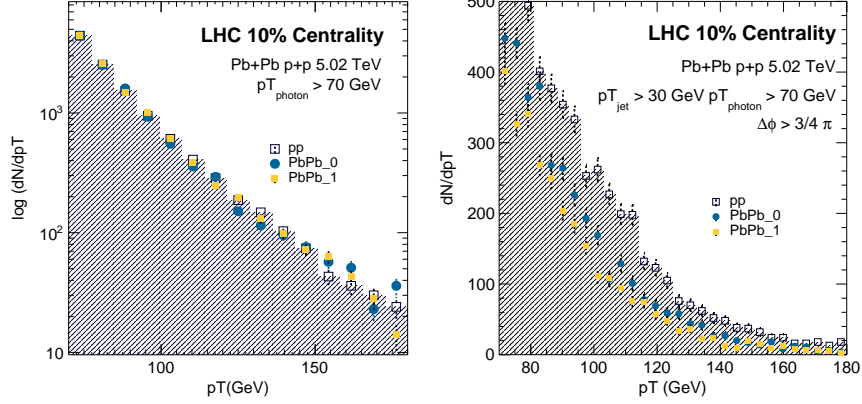 LHC 10% Centrality
Pb+Pb p+p 5.02 TeV
pT_photon > 70 GeV
pp
PbPb_0
PbPb_1
log (dN/dpT)
10^3
10^2
10
100
150
pT(GeV)
LHC 10% Centrality
Pb+Pb p+p 5.02 TeV
pT_jet > 30 GeV pT_photon > 70 GeV
Δϕ > 3/4 π
pp
PbPb_0
PbPb_1
dN/dpT
500
400
300
200
100
0
80
100
120
140
160
180
pT (GeV)